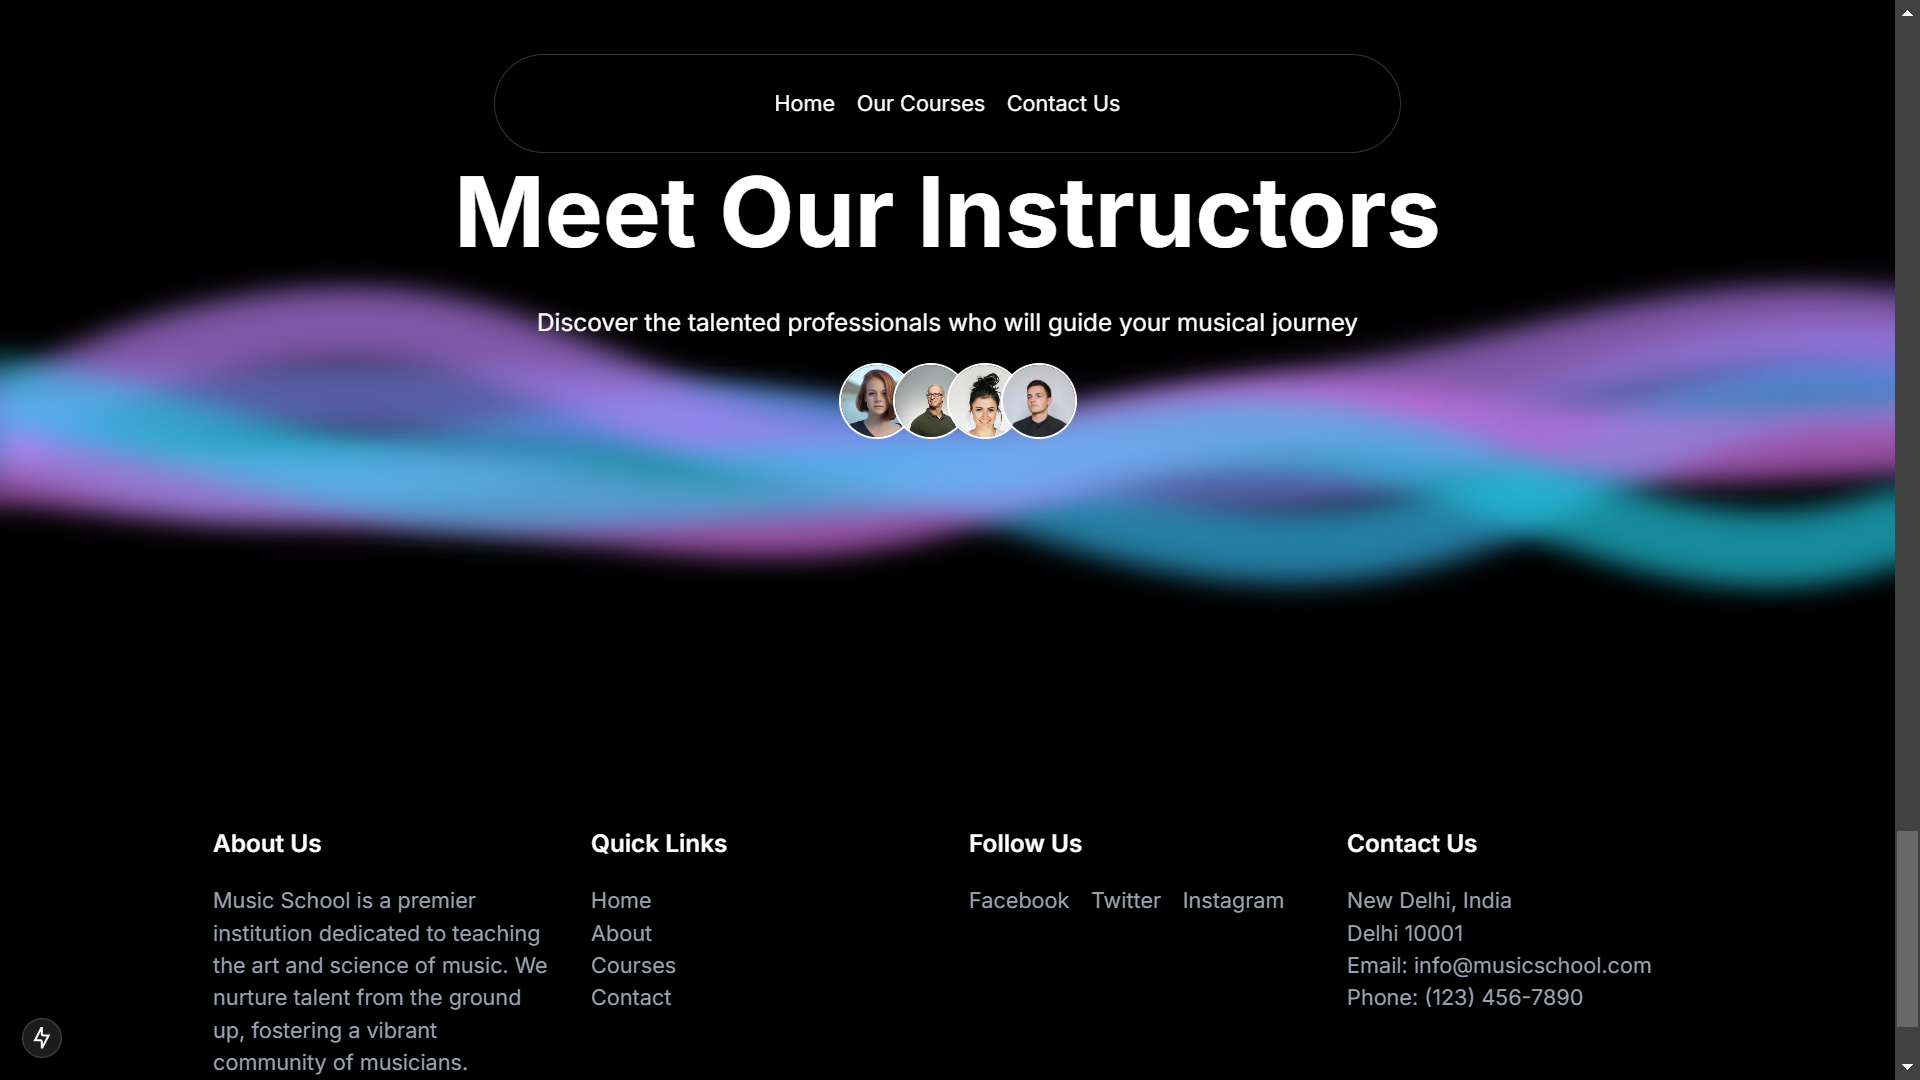 Home Our Courses Contact Us
Meet Our Instructors
Discover the talented professionals who will guide your musical journey
About Us
Music School is a premier
institution dedicated to teaching
the art and science of music. We
nurture talent from the ground
up, fostering a vibrant
community of musicians.
Quick Links
Home
About
Courses
Contact
Follow Us
Facebook Twitter Instagram
Contact Us
New Delhi, India
Delhi 10001
Email: info@musicschool.com
Phone: (123) 456-7890